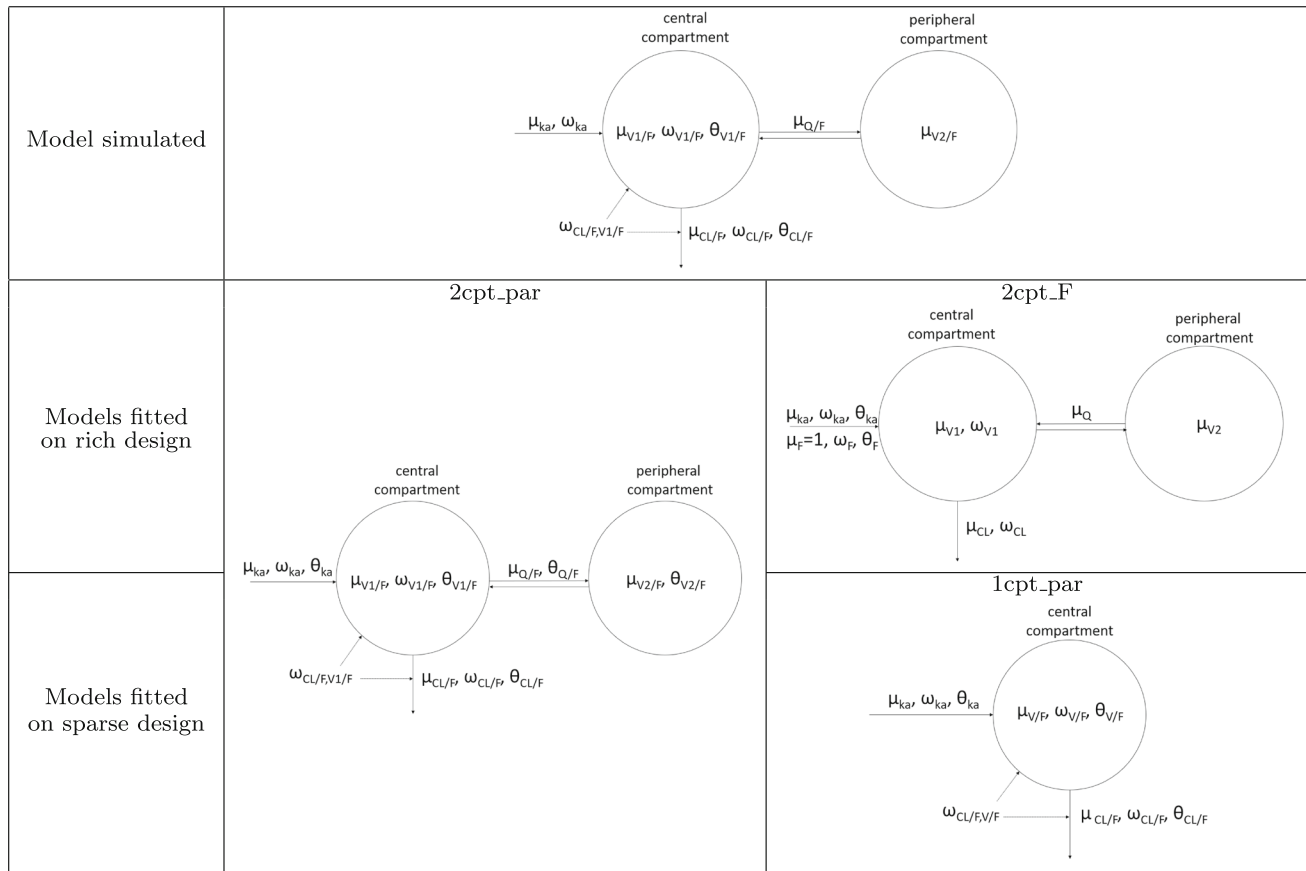 Model simulated
central
compartment
peripheral
compartment
μka, ωka
μV1/F, ωV1/F, θV1/F
μQ/F
μV2/F
ωCL/F,V1/F
μCL/F, ωCL/F, θCL/F
Models fitted
on rich design
Models fitted
on sparse design
2cpt_par
central
compartment
peripheral
compartment
μka, ωka, θka
μV1/F, ωV1/F, θV1/F
μQ/F, θQ/F
μV2/F, θV2/F
ωCL/F,V1/F
μCL/F, ωCL/F, θCL/F
2cpt_F
central
compartment
peripheral
compartment
μka, ωka, θka
μF=1, ωF, θF
μV1, ωV1
μQ
μV2
μCL, ωCL
1cpt_par
central
compartment
μka, ωka, θka
μV/F, ωV/F, θV/F
ωCL/F,V/F
μCL/F, ωCL/F, θCL/F